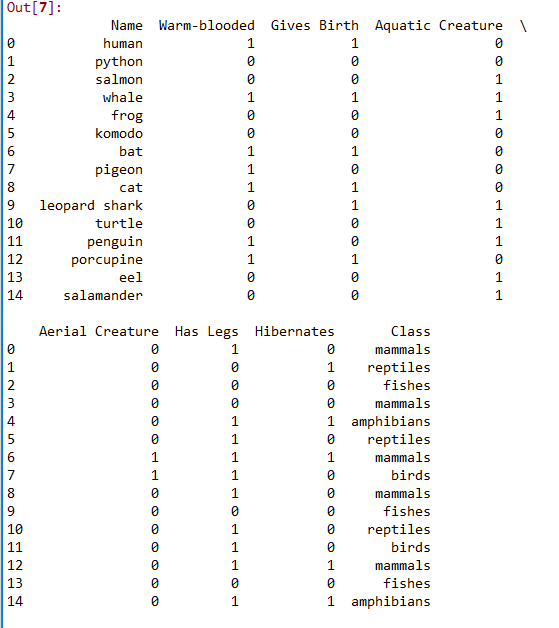 Out[7]:
Name Warm-blooded Gives Birth Aquatic Creature \
0 human 1 1 0
1 python 0 0 0
2 salmon 0 0 1
3 whale 1 1 1
4 frog 0 0 1
5 komodo 0 0 0
6 bat 1 1 0
7 pigeon 1 0 0
8 cat 1 1 0
9 leopard shark 0 1 1
10 turtle 0 0 1
11 penguin 1 0 1
12 porcupine 1 1 0
13 eel 0 0 1
14 salamander 0 0 1
Aerial Creature Has Legs Hibernates Class
0 0 1 0 mammals
1 0 0 1 reptiles
2 0 0 0 fishes
3 0 0 0 mammals
4 0 1 1 amphibians
5 0 1 0 reptiles
6 1 1 1 mammals
7 1 1 0 birds
8 0 1 0 mammals
9 0 0 0 fishes
10 0 1 0 reptiles
11 0 1 0 birds
12 0 1 1 mammals
13 0 0 0 fishes
14 0 1 1 amphibians